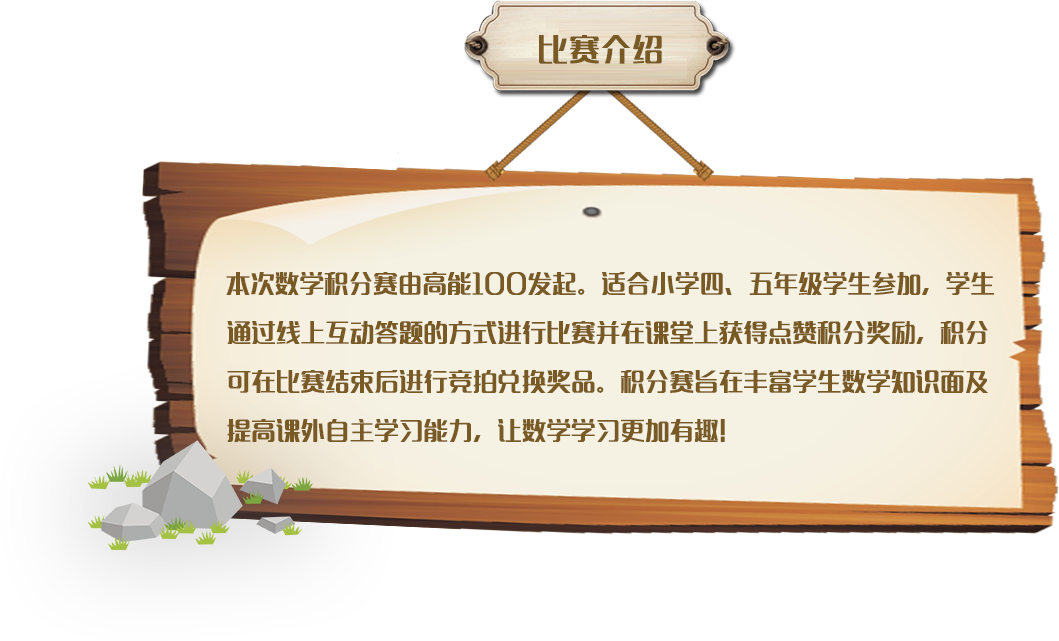 比赛介绍
本次数学积分赛由高能100发起。适合小学四、五年级学生参加，学生
通过线上互动答题的方式进行比赛并在课堂上获得点赞积分奖励，积分
可在比赛结束后进行竞拍兑换奖品。积分赛旨在丰富学生数学知识面及
提高课外自主学习能力，让数学学习更加有趣！